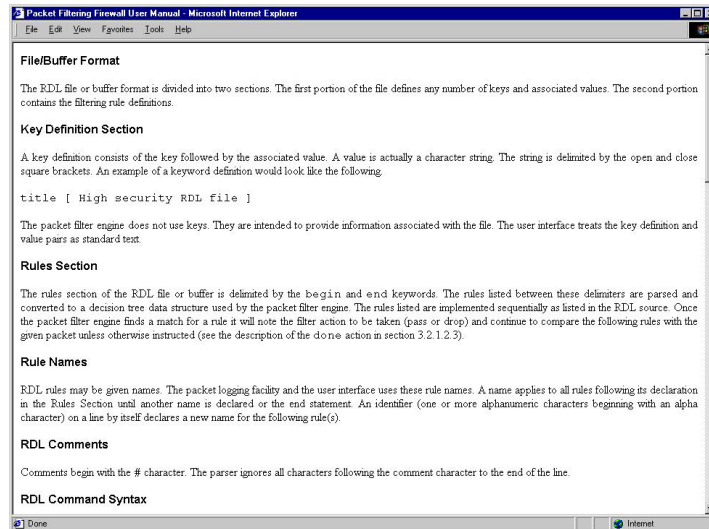 Packet Filtering Firewall User Manual - Microsoft Internet Explorer
File Edit View Favorites Tools Help
File/Buffer Format
The RDL file or buffer format is divided into two sections. The first portion of the file defines any number of keys and associated values. The second portion
contains the filtering rule definitions.
Key Definition Section
A key definition consists of the key followed by the associated value. A value is actually a character string. The string is delimited by the open and close
square brackets. An example of a keyword definition would look like the following.
title [ High security RDL file ]
The packet filter engine does not use keys. They are intended to provide information associated with the file. The user interface treats the key definition and
value pairs as standard text.
Rules Section
The rules section of the RDL file or buffer is delimited by the begin and end keywords. The rules listed between these delimiters are parsed and
converted to a decision tree data structure used by the packet filter engine. The rules listed are implemented sequentially as listed in the RDL source. Once
the packet filter engine finds a match for a rule it will note the filter action to be taken (pass or drop) and continue to compare the following rules with the
given packet unless otherwise instructed (see the description of the done action in section 3.2.1.2.3).
Rule Names
RDL rules may be given names. The packet logging facility and the user interface uses these rule names. A name applies to all rules following its declaration
in the Rules Section until another name is declared or the end statement. An identifier (one or more alphanumeric characters beginning with an alpha
character) on a line by itself declares a new name for the following rule(s).
RDL Comments
Comments begin with the # character. The parser ignores all characters following the comment character to the end of the line.
RDL Command Syntax
Done
Internet